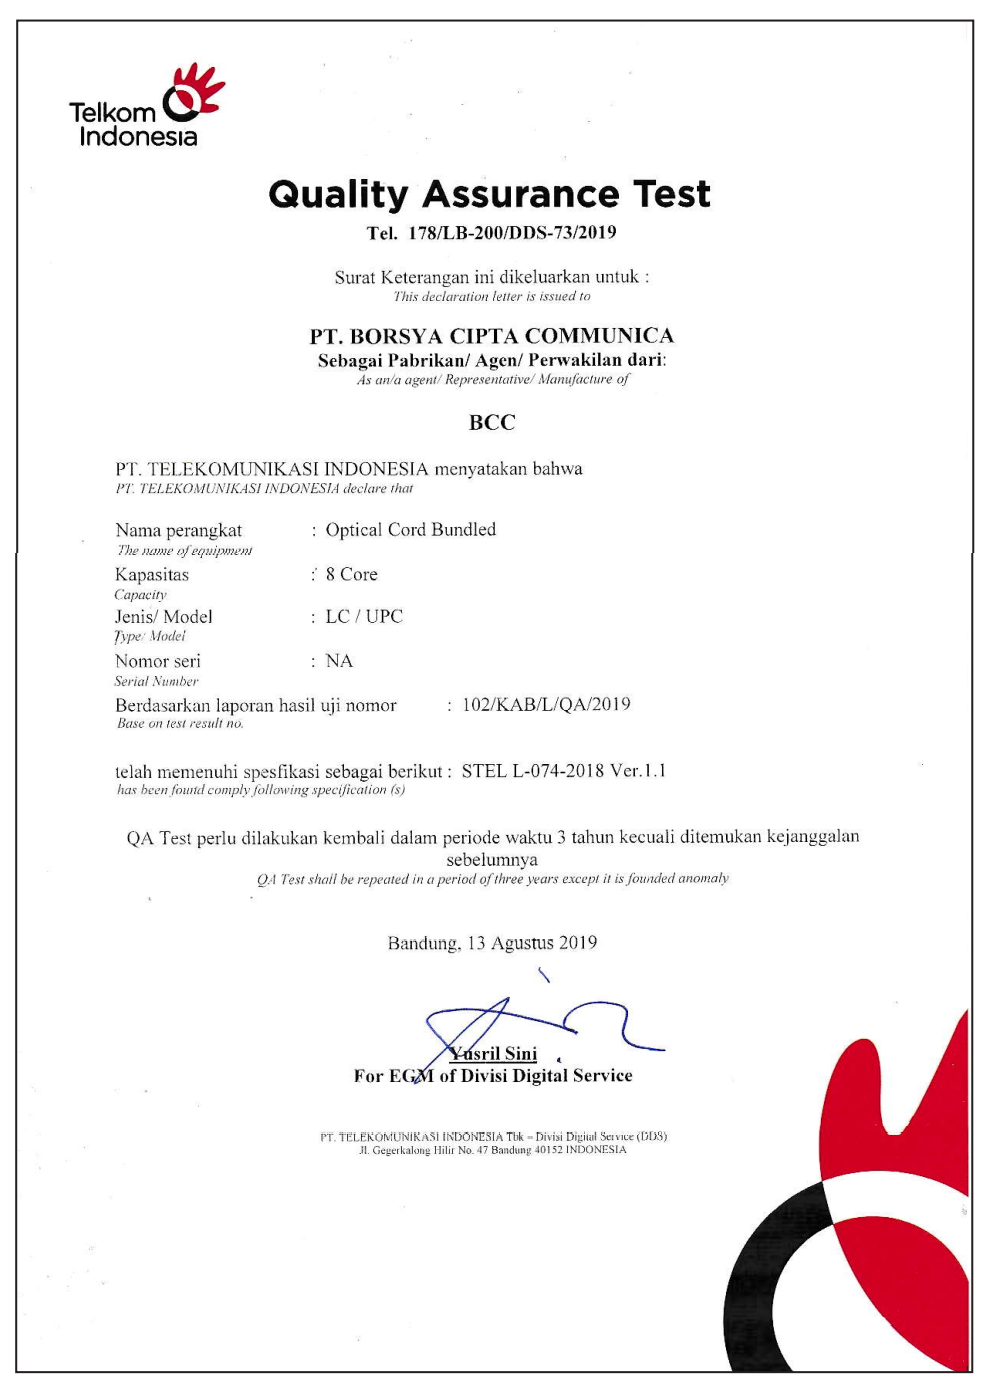 Telkom
Indonesia
Quality Assurance Test
Tel. 178/LB-200/DDS-73/2019
Surat Keterangan ini dikeluarkan untuk :
This declaration letter is issued to
PT. BORSYA CIPTA COMMUNICA
Sebagai Pabrikan/ Agen/ Perwakilan dari:
As an/a agent/ Representative/ Manufacture of
BCC
PT. TELEKOMUNIKASI INDONESIA menyatakan bahwa
PT. TELEKOMUNIKASI INDONESIA declare that
Nama perangkat : Optical Cord Bundled
The name of equipment
Kapasitas : 8 Core
Capacity
Jenis/ Model : LC / UPC
Type/ Model
Nomor seri : NA
Serial Number
Berdasarkan laporan hasil uji nomor : 102/KAB/L/QA/2019
Base on test result no.
telah memenuhi spesfikasi sebagai berikut : STEL L-074-2018 Ver.1.1
has been found comply following specification (s)
QA Test perlu dilakukan kembali dalam periode waktu 3 tahun kecuali ditemukan kejanggalan
sebelumnya
QA Test shall be repeated in a period of three years except it is founded anomaly
Bandung, 13 Agustus 2019
Yusril Sini
For EGM of Divisi Digital Service
PT. TELEKOMUNIKASI INDONESIA Tbk – Divisi Digital Service (DDS)
Jl. Gegerkalong Hilir No. 47 Bandung 40152 INDONESIA